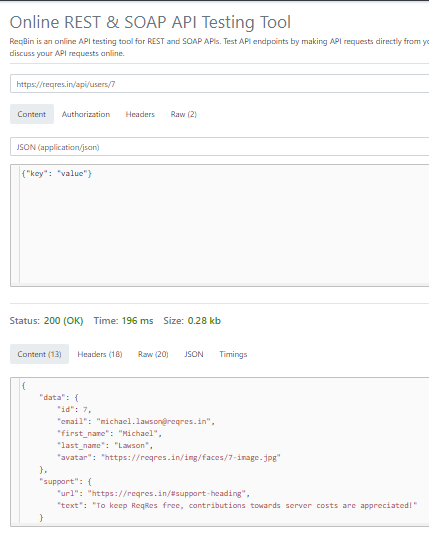 Online REST & SOAP API Testing Tool
ReqBin is an online API testing tool for REST and SOAP APIs. Test API endpoints by making API requests directly from
discuss your API requests online.
https://reqres.in/api/users/7
Content Authorization Headers Raw (2)
JSON (application/json)
{"key": "value"}
Status: 200 (OK) Time: 196 ms Size: 0.28 kb
Content (13) Headers (18) Raw (20) JSON Timings
{
"data": {
"id": 7,
"email": "michael.lawson@reqres.in",
"first_name": "Michael",
"last_name": "Lawson",
"avatar": "https://reqres.in/img/faces/7-image.jpg"
},
"support": {
"url": "https://reqres.in/#support-heading",
"text": "To keep ReqRes free, contributions towards server costs are appreciated!"
}